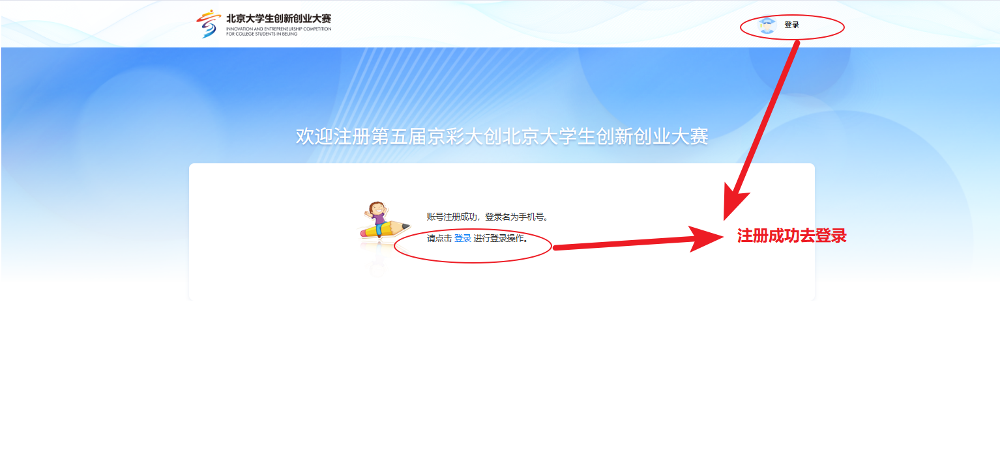 北京大学生创新创业大赛
INNOVATION AND ENTREPRENEURSHIP COMPETITION
FOR COLLEGE STUDENTS IN BEIJING
登录
欢迎注册第五届京彩大创北京大学生创新创业大赛
账号注册成功，登录名为手机号。
请点击 登录 进行登录操作。
注册成功去登录